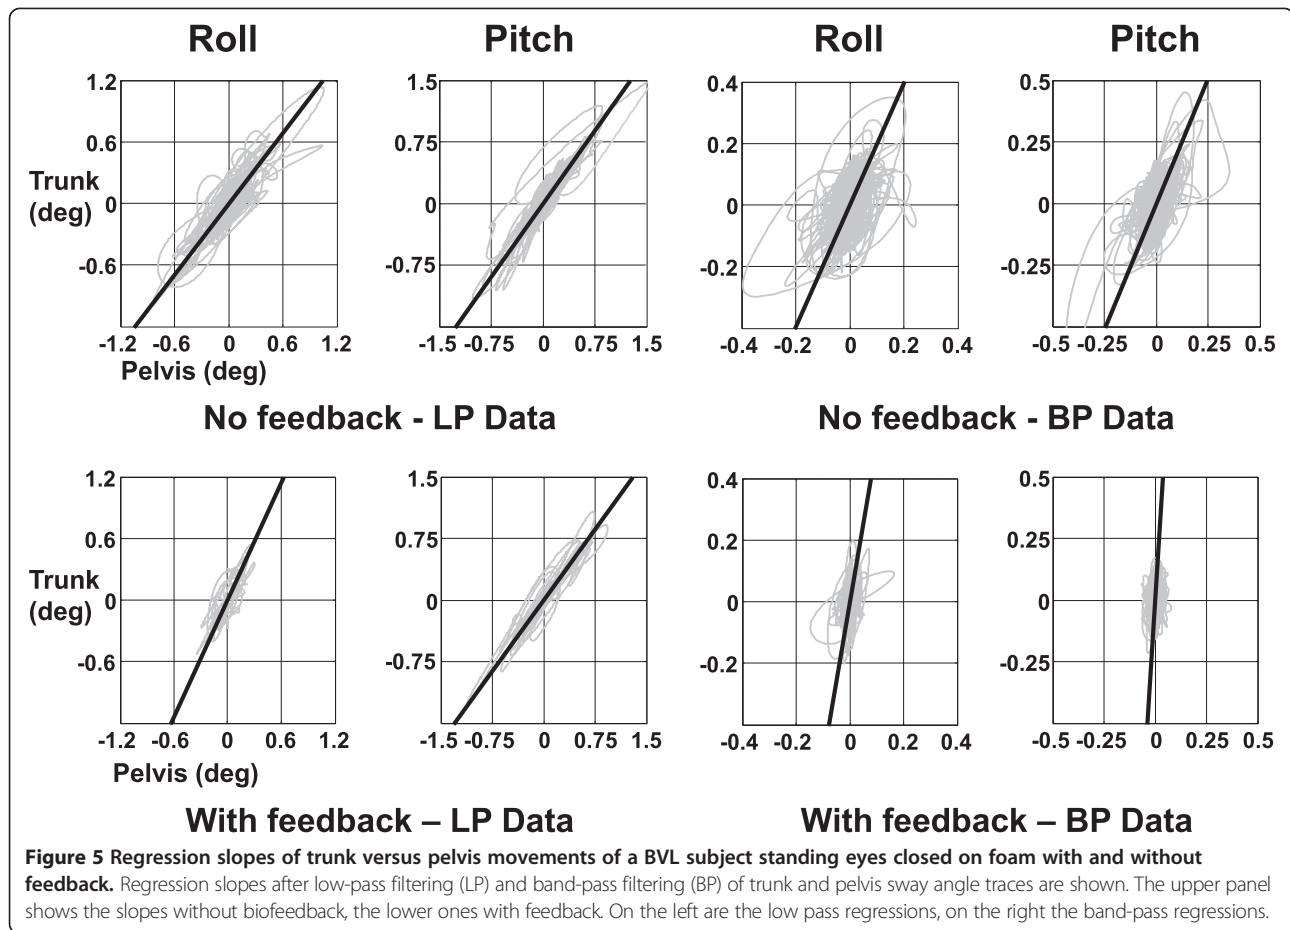 Roll Pitch Roll Pitch
1.2 1.5 0.4 0.5
0.6 0.75 0.2 0.25
Trunk
(deg)
0 0 0 0
-0.6 -0.75 -0.2 -0.25
-1.2 -0.6 0 0.6 1.2 -1.5 -0.75 0 0.75 1.5 -0.4 -0.2 0 0.2 0.4 -0.5 -0.25 0 0.25 0.5
Pelvis (deg)
No feedback - LP Data No feedback - BP Data
1.2 1.5 0.4 0.5
0.6 0.75 0.2 0.25
Trunk
(deg)
0 0 0 0
-0.6 -0.75 -0.2 -0.25
-1.2 -0.6 0 0.6 1.2 -1.5 -0.75 0 0.75 1.5 -0.4 -0.2 0 0.2 0.4 -0.5 -0.25 0 0.25 0.5
Pelvis (deg)
With feedback – LP Data With feedback – BP Data
Figure 5 Regression slopes of trunk versus pelvis movements of a BVL subject standing eyes closed on foam with and without
feedback. Regression slopes after low-pass filtering (LP) and band-pass filtering (BP) of trunk and pelvis sway angle traces are shown. The upper panel
shows the slopes without biofeedback, the lower ones with feedback. On the left are the low pass regressions, on the right the band-pass regressions.